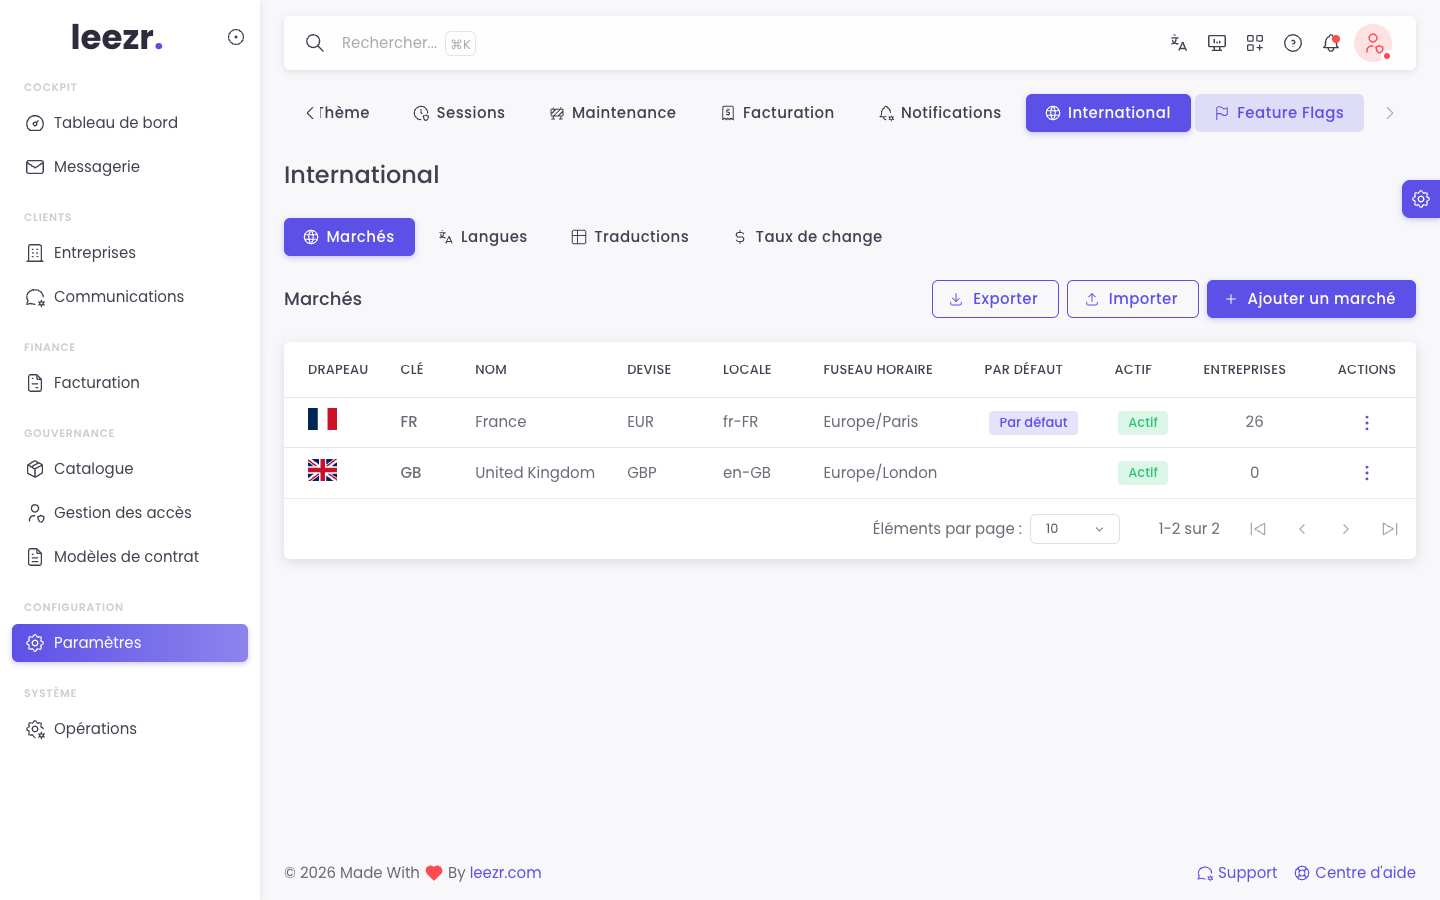 leezr.
COCKPIT
Tableau de bord
Messagerie
CLIENTS
Entreprises
Communications
FINANCE
Facturation
GOUVERNANCE
Catalogue
Gestion des accès
Modèles de contrat
CONFIGURATION
Paramètres
SYSTÈME
Opérations
Rechercher... ⌘K
Thème Sessions Maintenance Facturation Notifications International Feature Flags
International
Marchés Langues Traductions Taux de change
Marchés Exporter Importer Ajouter un marché
DRAPEAU CLÉ NOM DEVISE LOCALE FUSEAU HORAIRE PAR DÉFAUT ACTIF ENTREPRISES ACTIONS
FR France EUR fr-FR Europe/Paris Par défaut Actif 26
GB United Kingdom GBP en-GB Europe/London Actif 0
Éléments par page : 10 1-2 sur 2
© 2026 Made With By leezr.com Support Centre d'aide